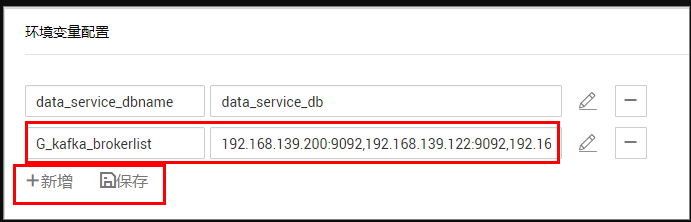 环境变量配置
data_service_dbname data_service_db
G_kafka_brokerlist 192.168.139.200:9092,192.168.139.122:9092,192.16
新增 保存